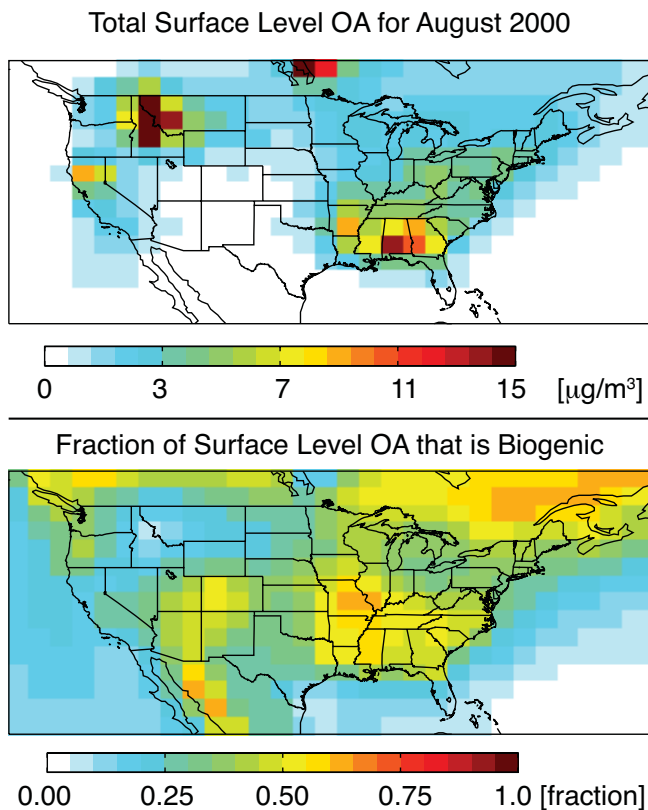 Total Surface Level OA for August 2000
0 3 7 11 15 [μg/m³]
Fraction of Surface Level OA that is Biogenic
0.00 0.25 0.50 0.75 1.0 [fraction]